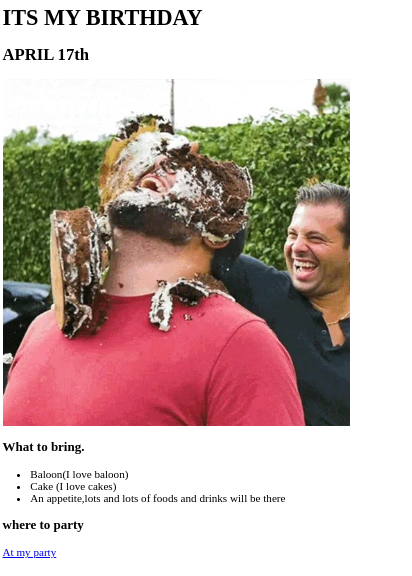 ITS MY BIRTHDAY
APRIL 17th
What to bring.
Baloon(I love baloon)
Cake (I love cakes)
An appetite,lots and lots of foods and drinks will be there
where to party
At my party